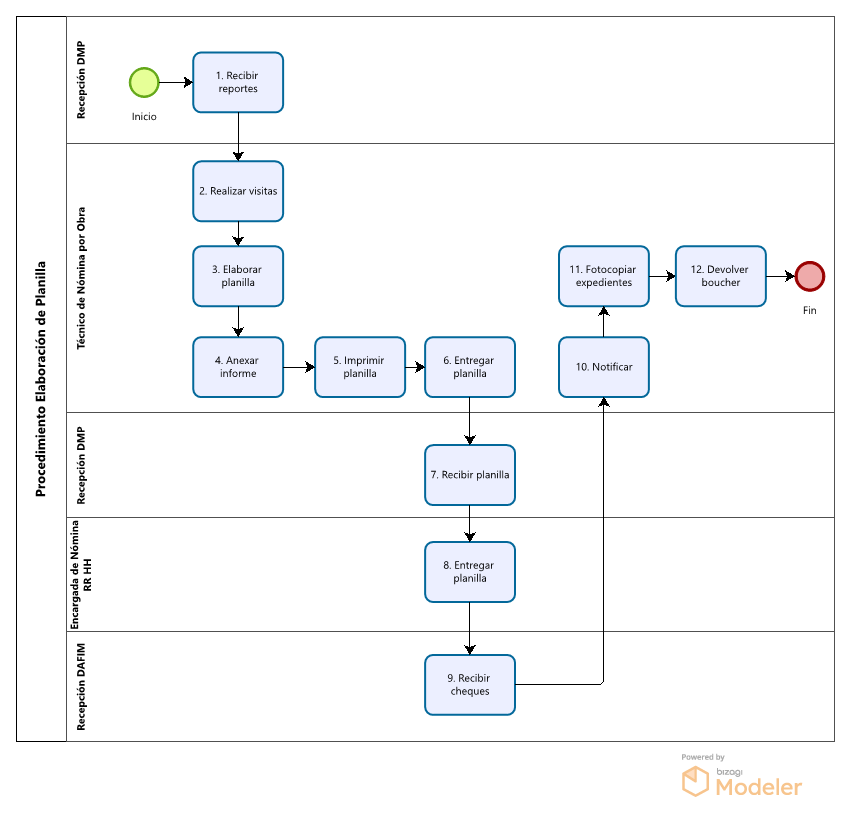 Procedimiento Elaboración de Planilla
Recepción DMP
Inicio
1. Recibir
reportes
Técnico de Nómina por Obra
2. Realizar visitas
3. Elaborar
planilla
4. Anexar
informe
5. Imprimir
planilla
6. Entregar
planilla
11. Fotocopiar
expedientes
12. Devolver
boucher
Fin
10. Notificar
Recepción DMP
7. Recibir planilla
Encargada de Nómina
RR HH
8. Entregar
planilla
Recepción DAFIM
9. Recibir
cheques
Powered by
bizagi
Modeler